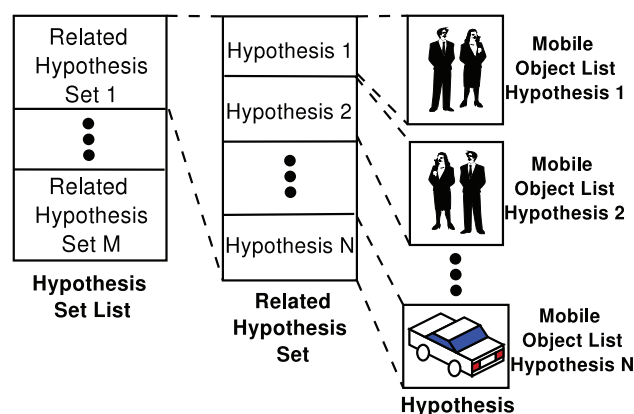 Related
Hypothesis
Set 1
Related
Hypothesis
Set M
Hypothesis
Set List
Hypothesis 1
Hypothesis 2
Hypothesis N
Related
Hypothesis
Set
Mobile
Object List
Hypothesis 1
Mobile
Object List
Hypothesis 2
Mobile
Object List
Hypothesis N
Hypothesis